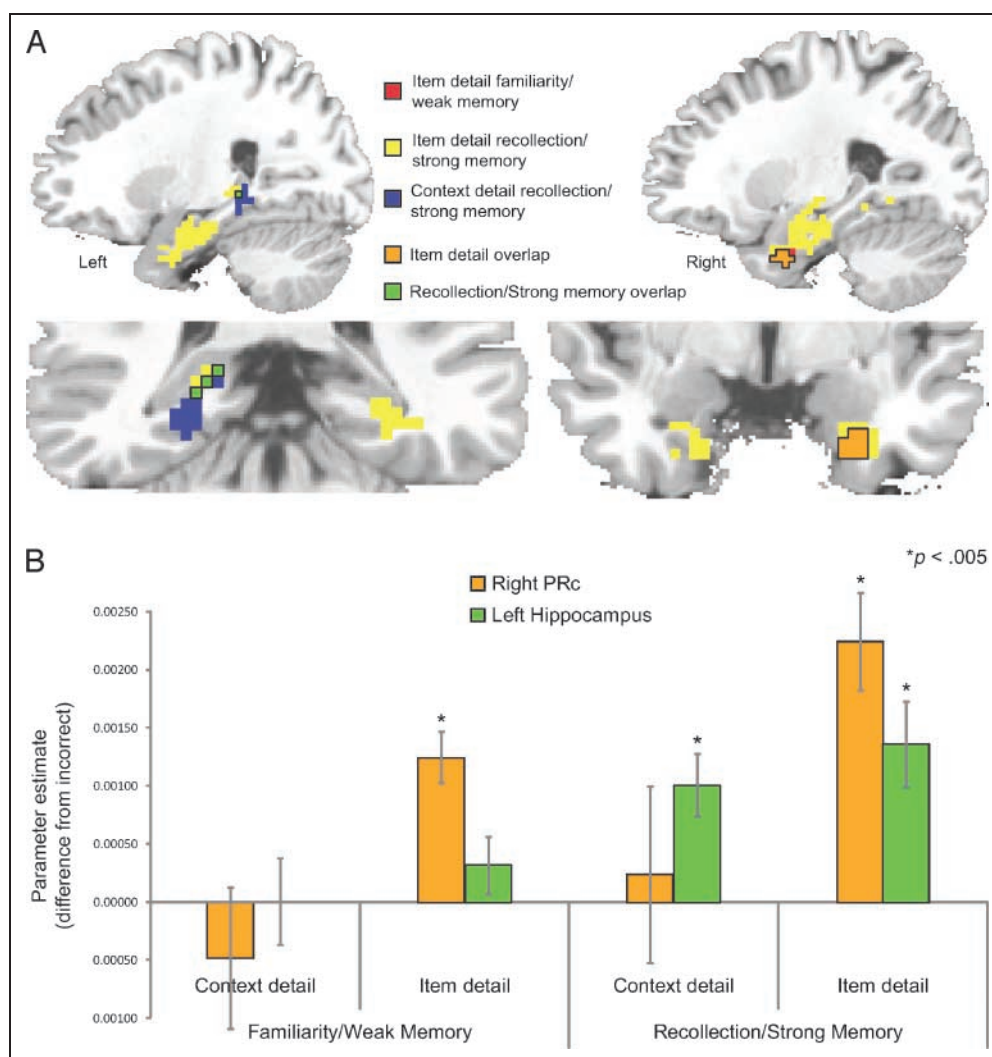 A
Item detail familiarity/
weak memory
Item detail recollection/
strong memory
Context detail recollection/
strong memory
Item detail overlap
Recollection/Strong memory overlap
Left
Right
B
*p < .005
Right PRc
Left Hippocampus
Parameter estimate
(difference from incorrect)
0.00250
0.00200
0.00150
0.00100
0.00050
0.00000
0.00050
0.00100
*
*
*
*
Context detail
Item detail
Context detail
Item detail
Familiarity/Weak Memory
Recollection/Strong Memory